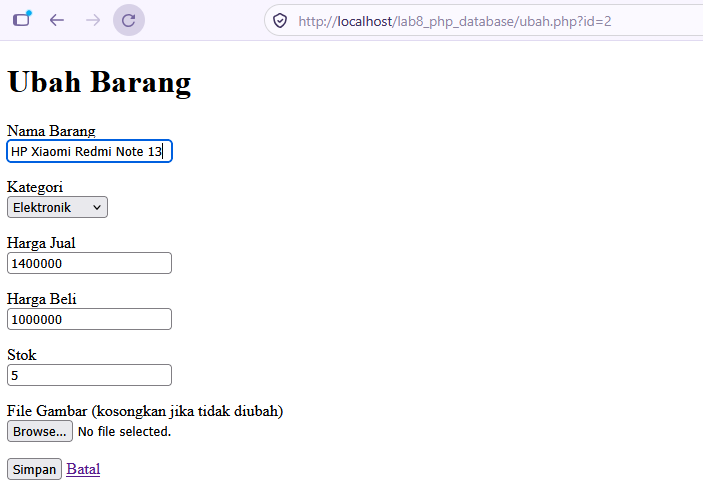 http://localhost/lab8_php_database/ubah.php?id=2
Ubah Barang
Nama Barang
HP Xiaomi Redmi Note 13
Kategori
Elektronik
Harga Jual
1400000
Harga Beli
1000000
Stok
5
File Gambar (kosongkan jika tidak diubah)
Browse... No file selected.
Simpan Batal